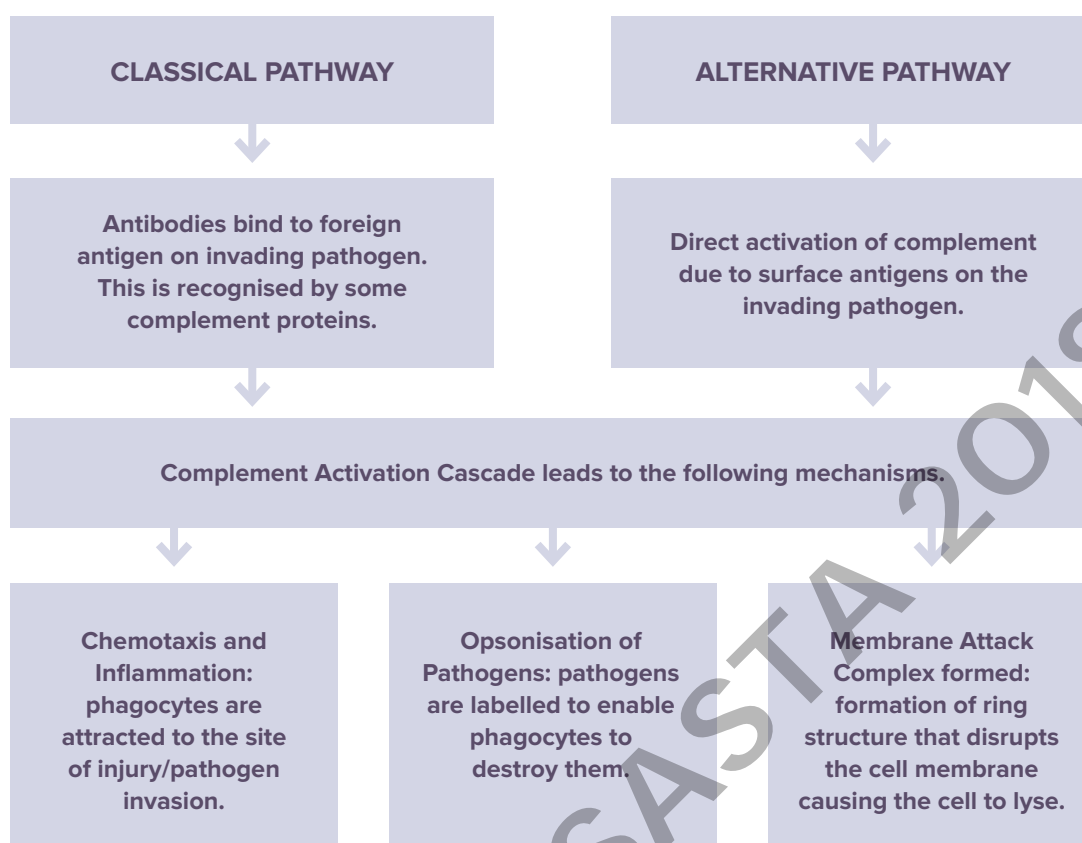 CLASSICAL PATHWAY
ALTERNATIVE PATHWAY
Antibodies bind to foreign
antigen on invading pathogen.
This is recognised by some
complement proteins.
Direct activation of complement
due to surface antigens on the
invading pathogen.
Complement Activation Cascade leads to the following mechanisms.
Chemotaxis and
Inflammation:
phagocytes are
attracted to the site
of injury/pathogen
invasion.
Opsonisation of
Pathogens: pathogens
are labelled to enable
phagocytes to
destroy them.
Membrane Attack
Complex formed:
formation of ring
structure that disrupts
the cell membrane
causing the cell to lyse.
SASTA 2019